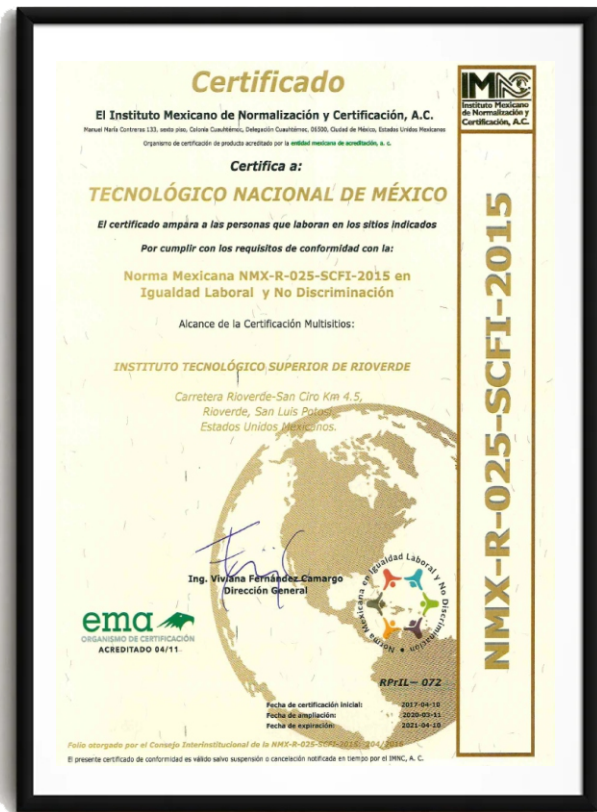 Certificado
IMNC
Instituto Mexicano
de Normalización y
Certificación, A.C.
El Instituto Mexicano de Normalización y Certificación, A.C.
Manuel María Contreras 133, sexto piso, Colonia Cuauhtémoc, Delegación Cuauhtémoc, 06500, Ciudad de México, Estados Unidos Mexicanos
Organismo de certificación de producto acreditado por la entidad mexicana de acreditación, a. c.
Certifica a:
TECNOLÓGICO NACIONAL DE MÉXICO
El certificado ampara a las personas que laboran en los sitios indicados
Por cumplir con los requisitos de conformidad con la:
Norma Mexicana NMX-R-025-SCFI-2015 en
Igualdad Laboral y No Discriminación
Alcance de la Certificación Multisitios:
INSTITUTO TECNOLÓGICO SUPERIOR DE RIOVERDE
Carretera Rioverde-San Ciro Km 4.5,
Rioverde, San Luis Potosí,
Estados Unidos Mexicanos.
NMX-R-025-SCFI-2015
Ing. Viviana Fernández Camargo
Dirección General
Norma Mexicana en Igualdad Laboral y No Discriminación
ema
ORGANISMO DE CERTIFICACIÓN
ACREDITADO 04/11
RPrIL— 072
Fecha de certificación inicial: 2017-04-10
Fecha de ampliación: 2020-03-11
Fecha de expiración: 2021-04-10
Folio otorgado por el Consejo Interinstitucional de la NMX-R-025-SCFI-2015:
El presente certificado de conformidad es válido salvo suspensión o cancelación notificada en tiempo por el IMNC, A. C.